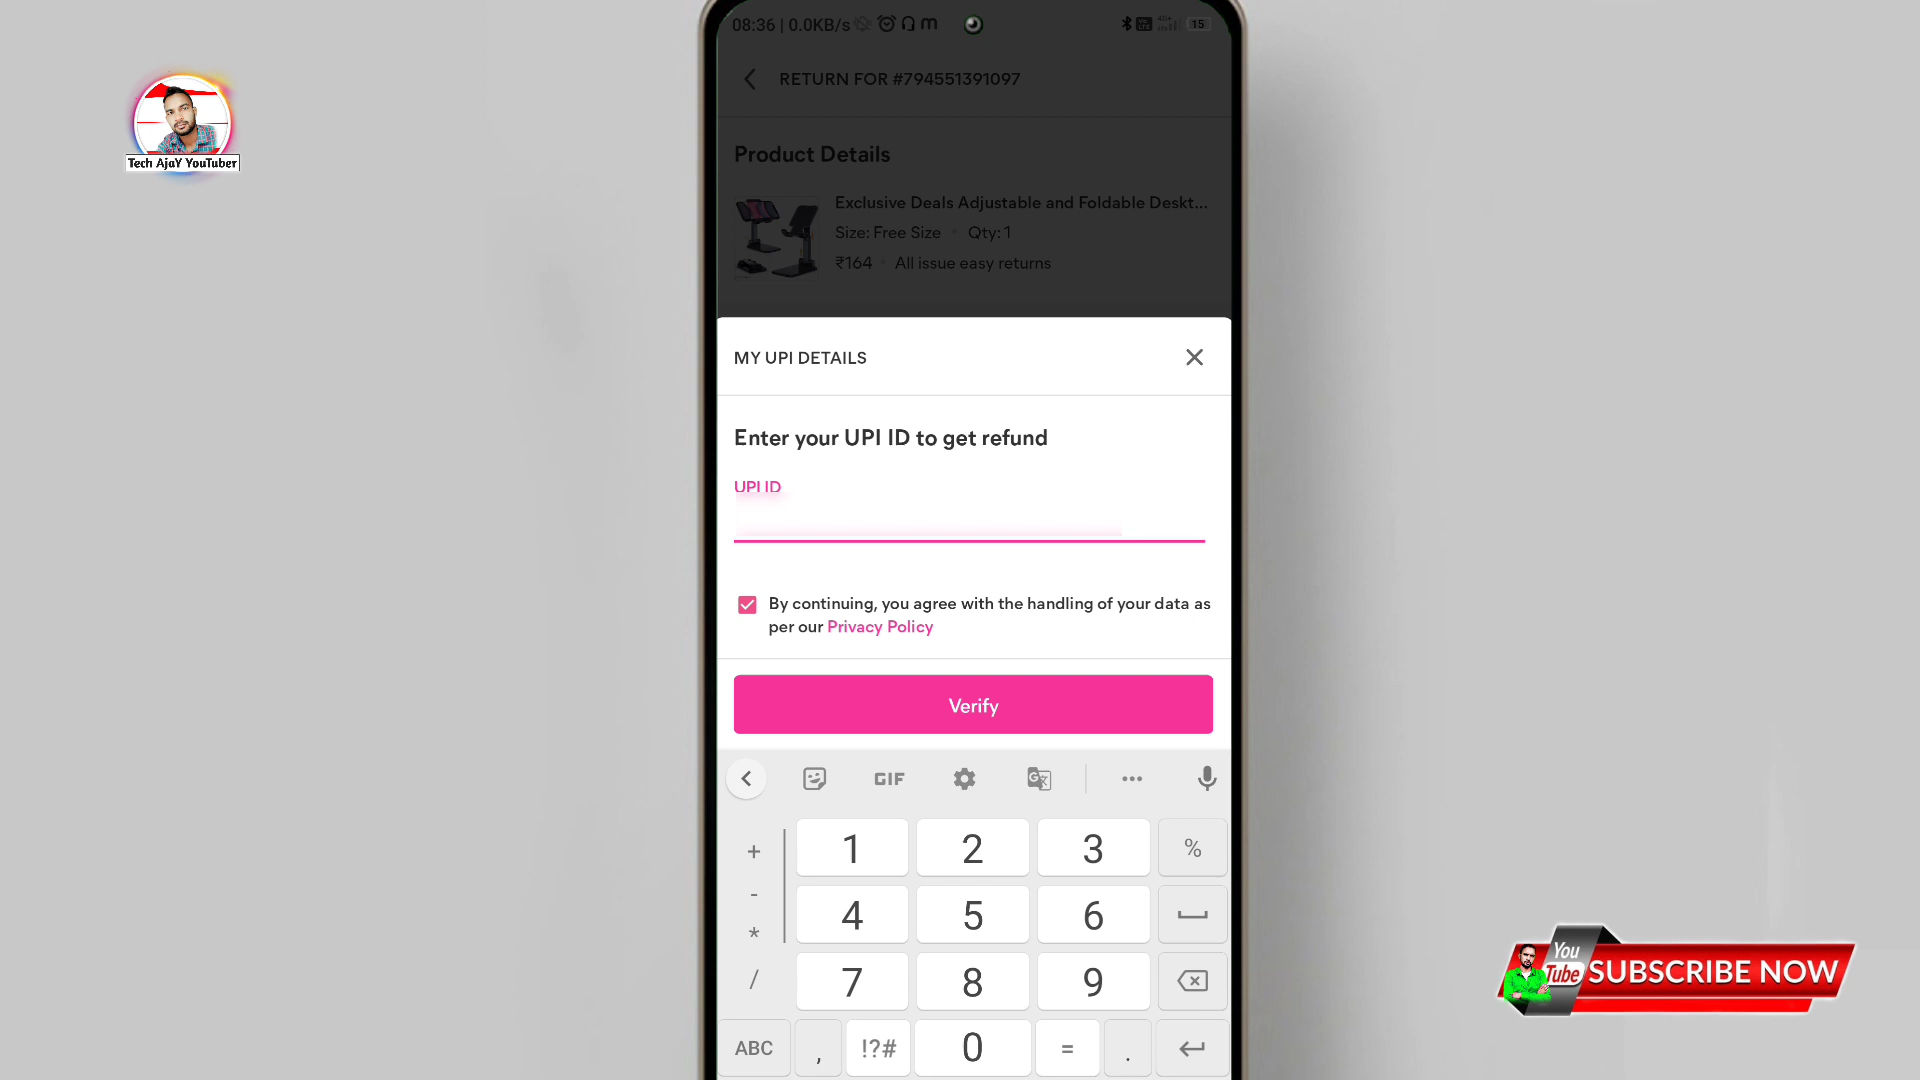 08:36 | 0.0KB/s
15
RETURN FOR #794551391097
Tech AjaY YouTuber
Product Details
Exclusive Deals Adjustable and Foldable Deskt...
Size: Free Size • Qty: 1
₹164 • All issue easy returns
MY UPI DETAILS
Enter your UPI ID to get refund
UPI ID
By continuing, you agree with the handling of your data as
per our Privacy Policy
Verify
GIF
+ 1 2 3 %
-
4 5 6
*
/ 7 8 9
ABC , !?# 0 = .
You
Tube
SUBSCRIBE NOW